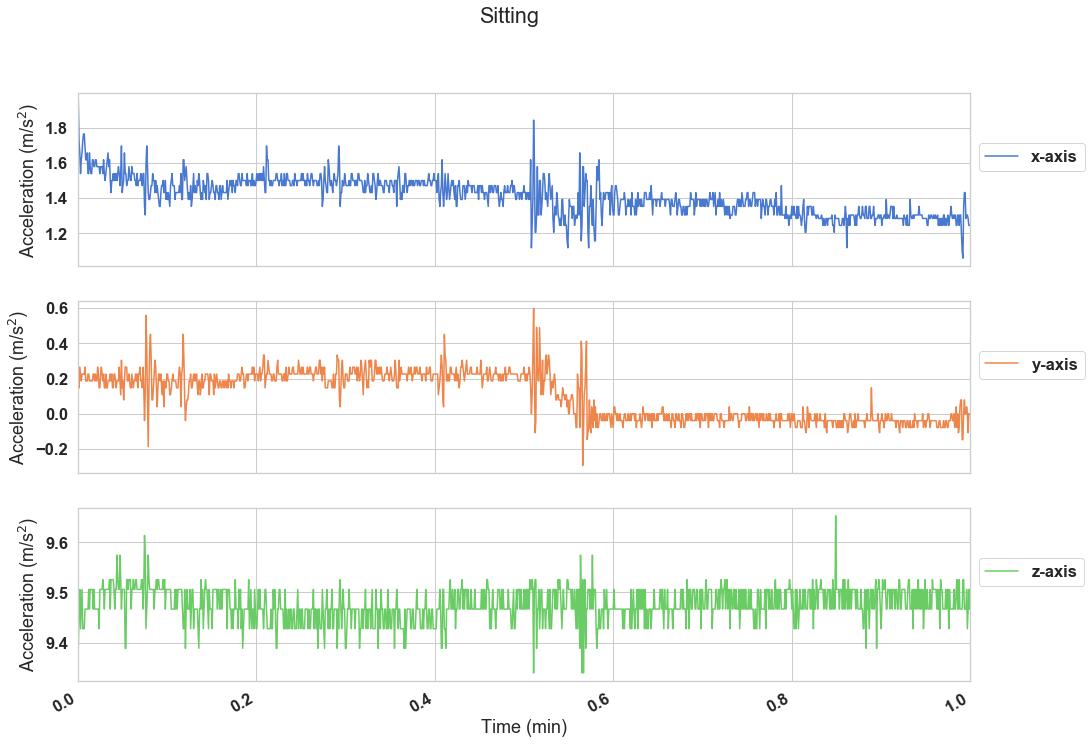 Sitting
Acceleration (m/s²)
1.8
1.6
1.4
1.2
x-axis
Acceleration (m/s²)
0.6
0.4
0.2
0.0
−0.2
y-axis
Acceleration (m/s²)
9.6
9.5
9.4
z-axis
0.0 0.2 0.4 0.6 0.8 1.0
Time (min)